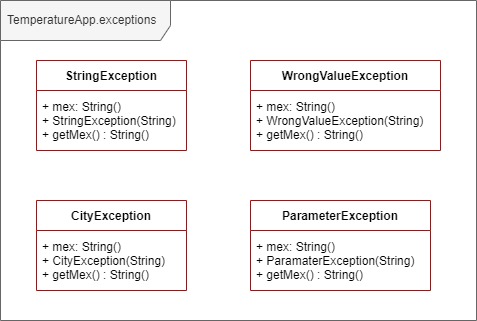 TemperatureApp.exceptions
StringException
+ mex: String()
+ StringException(String)
+ getMex() : String()
WrongValueException
+ mex: String()
+ WrongValueException(String)
+ getMex() : String()
CityException
+ mex: String()
+ CityException(String)
+ getMex() : String()
ParameterException
+ mex: String()
+ ParamaterException(String)
+ getMex() : String()